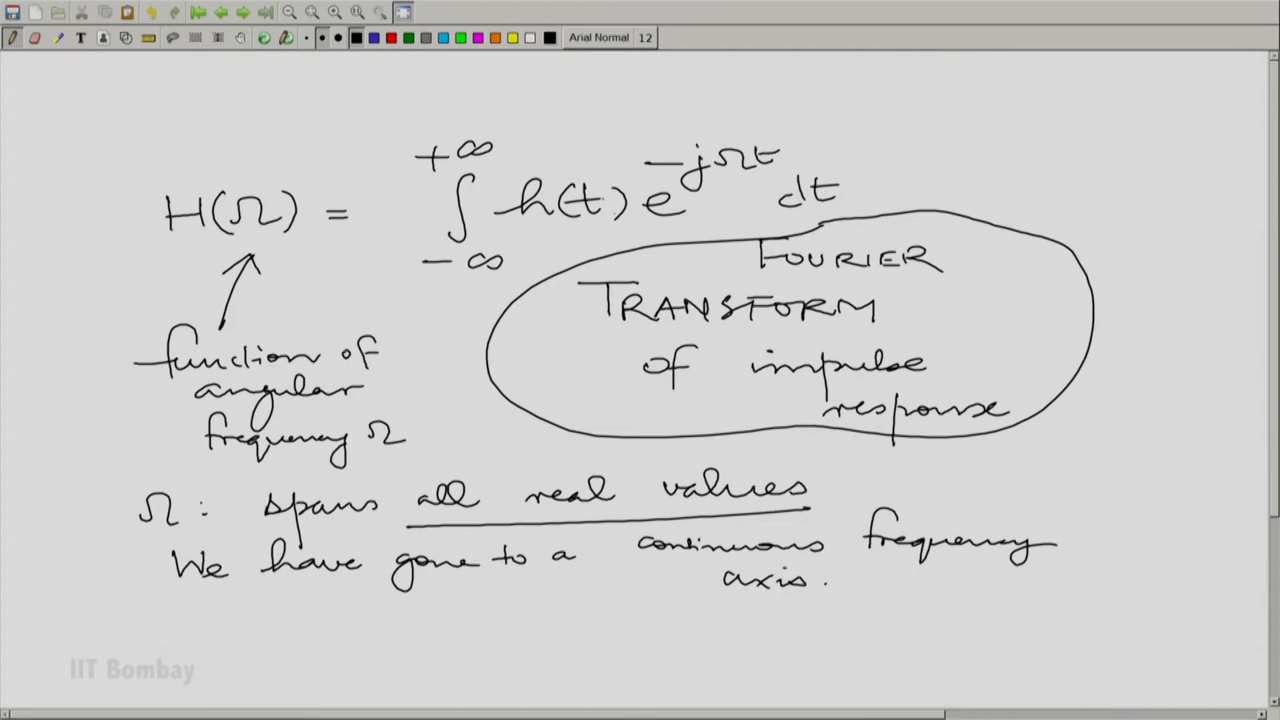 Arial Normal 12
H(Ω) = ∫_{-∞}^{+∞} h(t) e^{-jΩt} dt
FOURIER
TRANSFORM
of impulse
response
function of
angular
frequency Ω
Ω: spans all real values
We have gone to a continuous frequency
axis.
IIT Bombay